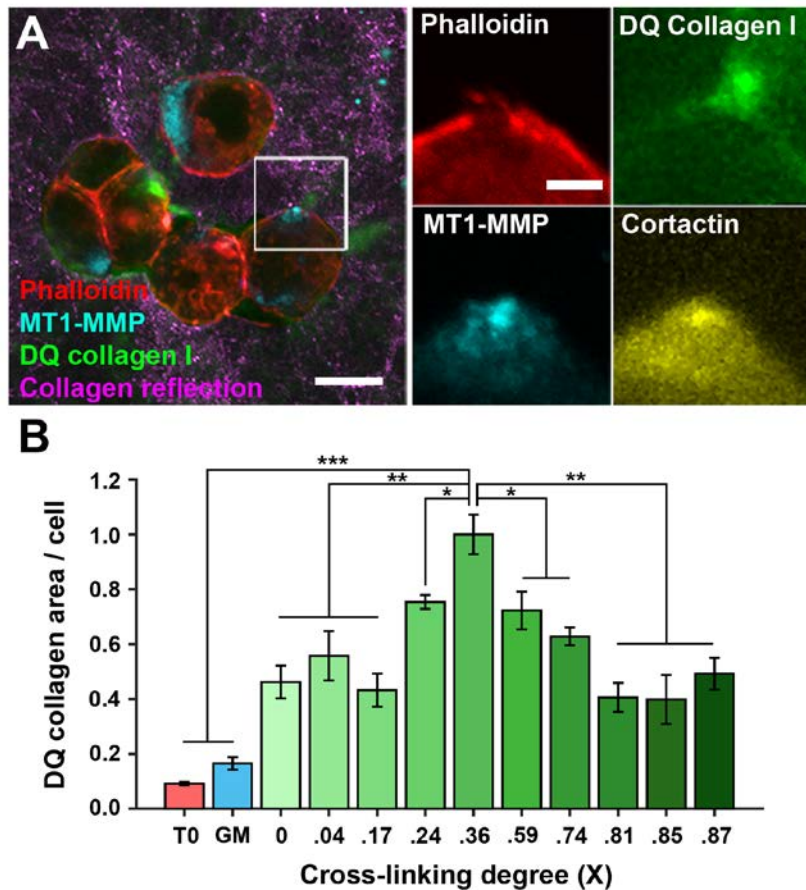 A
Phalloidin
MT1-MMP
DQ collagen I
Collagen reflection
Phalloidin
DQ Collagen I
MT1-MMP
Cortactin
B
DQ collagen area / cell
1.2
1.0
0.8
0.6
0.4
0.2
0.0
***
**
*
*
**
T0 GM 0 .04 .17 .24 .36 .59 .74 .81 .85 .87
Cross-linking degree (X)